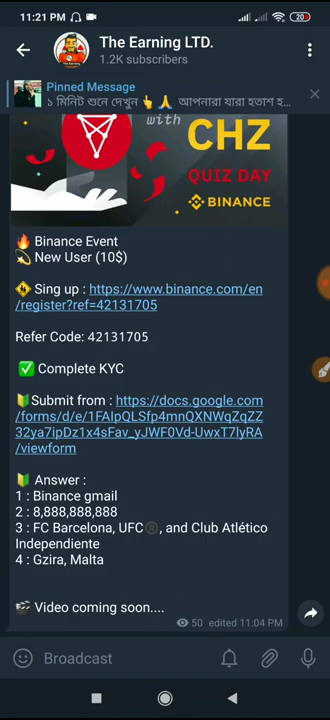 11:21 PM
20
The Earning LTD.
1.2K subscribers
Pinned Message
১ মিনিট শুনে দেখুন 👆🙏 আপনারা যারা হতাশ হ...
with CHZ
QUIZ DAY
BINANCE
🔥 Binance Event
💫 New User (10$)
🚸 Sing up : https://www.binance.com/en
/register?ref=42131705
Refer Code: 42131705
✅ Complete KYC
🔰Submit from : https://docs.google.com
/forms/d/e/1FAIpQLSfp4mnQXNWqZqZZ
32ya7ipDz1x4sFav_yJWF0Vd-UwxT7lyRA
/viewform
🔰 Answer :
1 : Binance gmail
2 : 8,888,888,888
3 : FC Barcelona, UFC®, and Club Atlético
Independiente
4 : Gzira, Malta
🎬 Video coming soon....
50 edited 11:04 PM
Broadcast